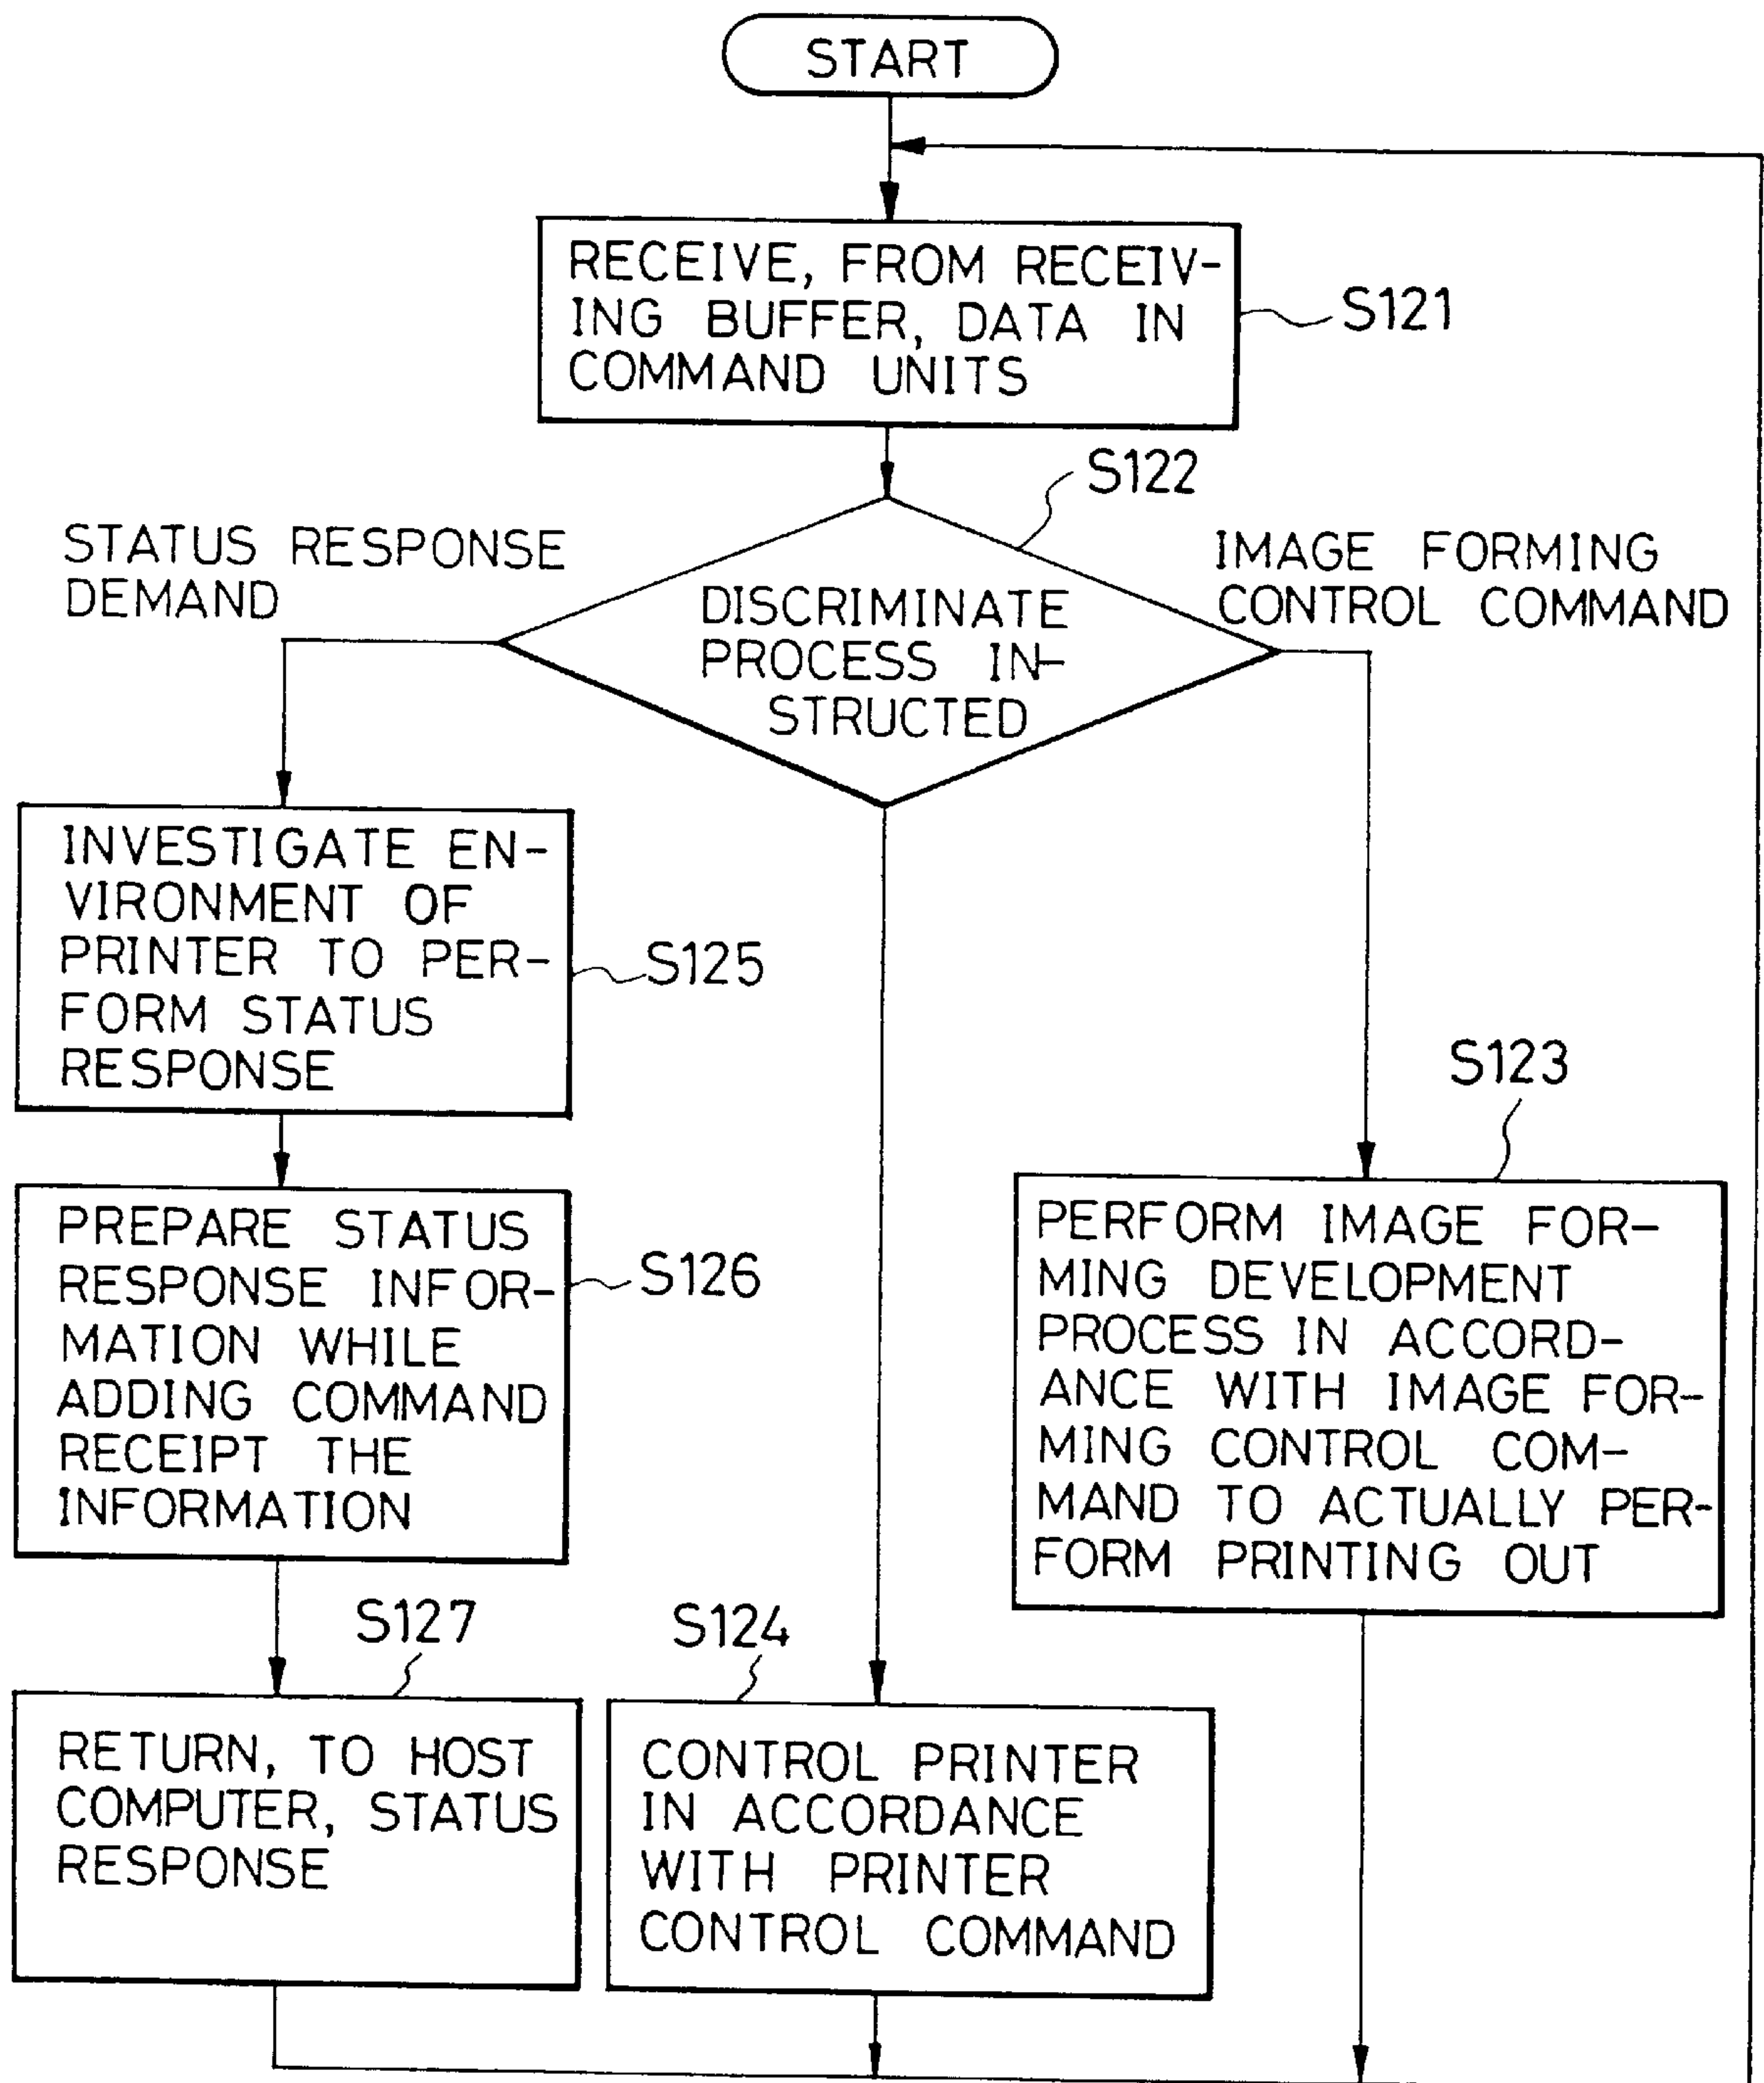 START
RECEIVE, FROM RECEIV-
ING BUFFER, DATA IN
COMMAND UNITS
S121
S122
STATUS RESPONSE
DEMAND
DISCRIMINATE
PROCESS IN-
STRUCTED
IMAGE FORMING
CONTROL COMMAND
INVESTIGATE EN-
VIRONMENT OF
PRINTER TO PER-
FORM STATUS
RESPONSE
S125
PREPARE STATUS
RESPONSE INFOR-
MATION WHILE
ADDING COMMAND
RECEIPT THE
INFORMATION
S126
S123
PERFORM IMAGE FOR-
MING DEVELOPMENT
PROCESS IN ACCORD-
ANCE WITH IMAGE FOR-
MING CONTROL COM-
MAND TO ACTUALLY PER-
FORM PRINTING OUT
S127
RETURN, TO HOST
COMPUTER, STATUS
RESPONSE
S124
CONTROL PRINTER
IN ACCORDANCE
WITH PRINTER
CONTROL COMMAND